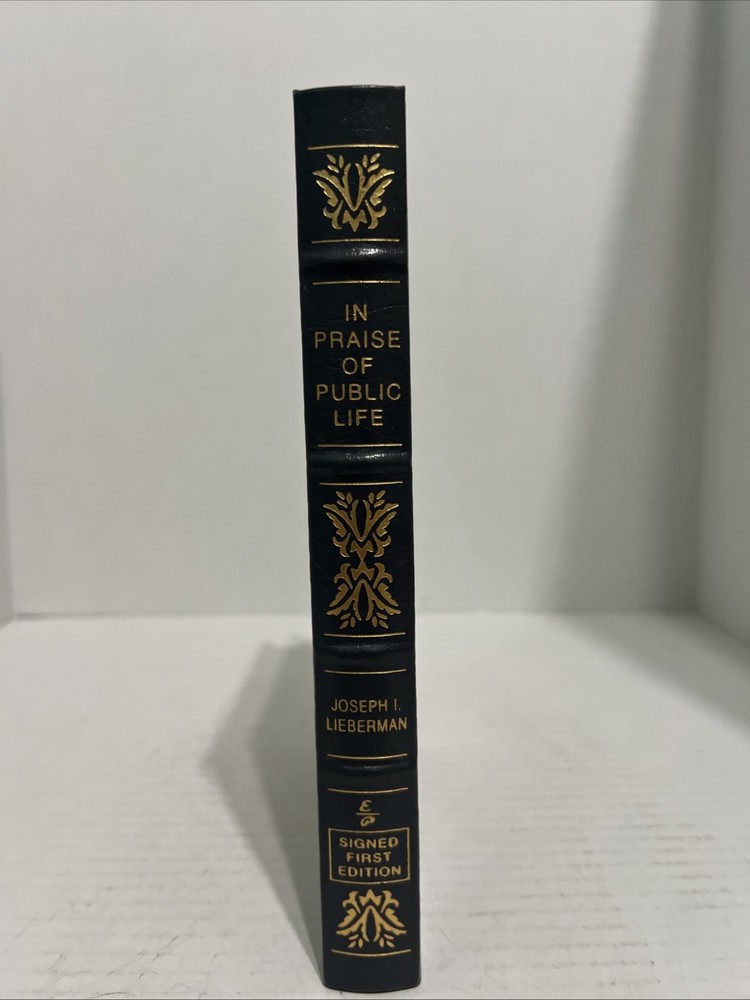 IN
PRAISE
OF
PUBLIC
LIFE
JOSEPH I.
LIEBERMAN
E
P
SIGNED
FIRST
EDITION